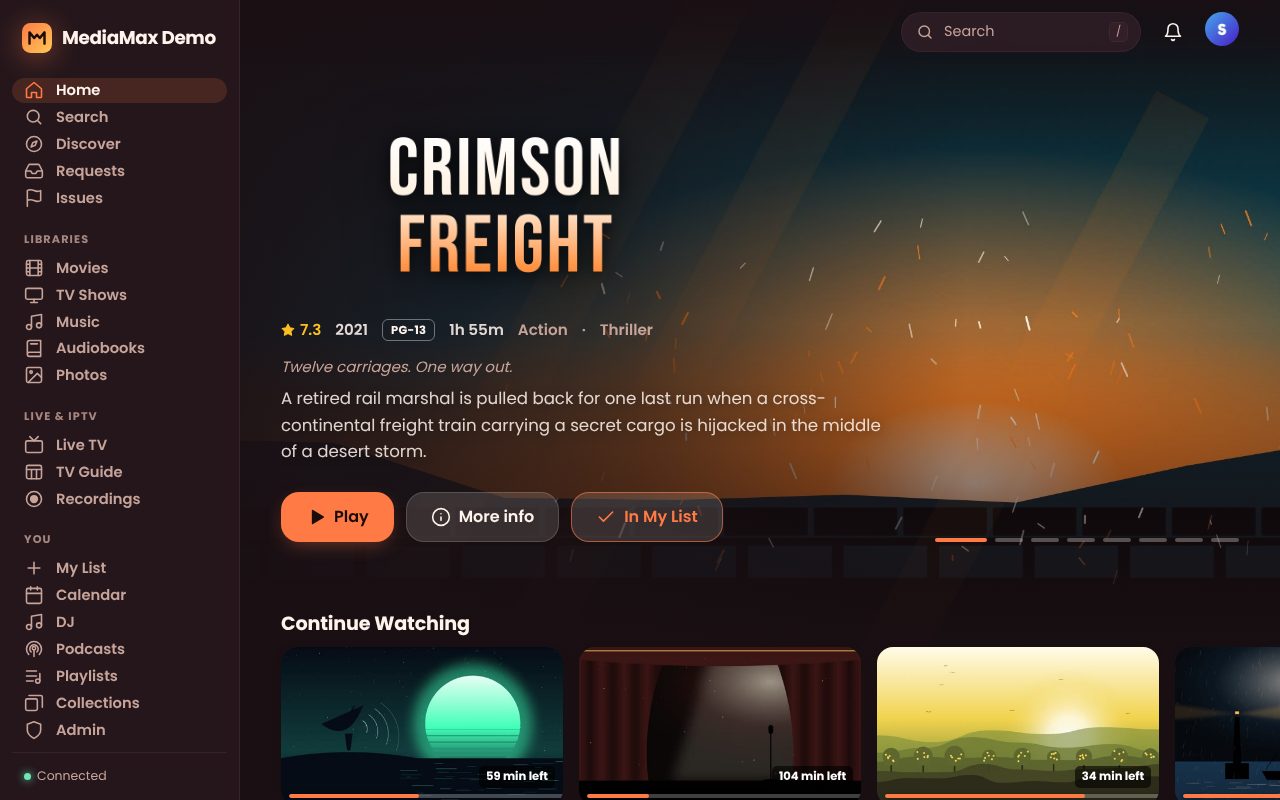 MediaMax Demo
Search
/
S
Home
Search
Discover
Requests
Issues
LIBRARIES
Movies
TV Shows
Music
Audiobooks
Photos
LIVE & IPTV
Live TV
TV Guide
Recordings
YOU
My List
Calendar
DJ
Podcasts
Playlists
Collections
Admin
Connected
CRIMSON
FREIGHT
7.3 2021 PG-13 1h 55m Action · Thriller
Twelve carriages. One way out.
A retired rail marshal is pulled back for one last run when a cross-
continental freight train carrying a secret cargo is hijacked in the middle
of a desert storm.
Play
More info
In My List
Continue Watching
59 min left
104 min left
34 min left